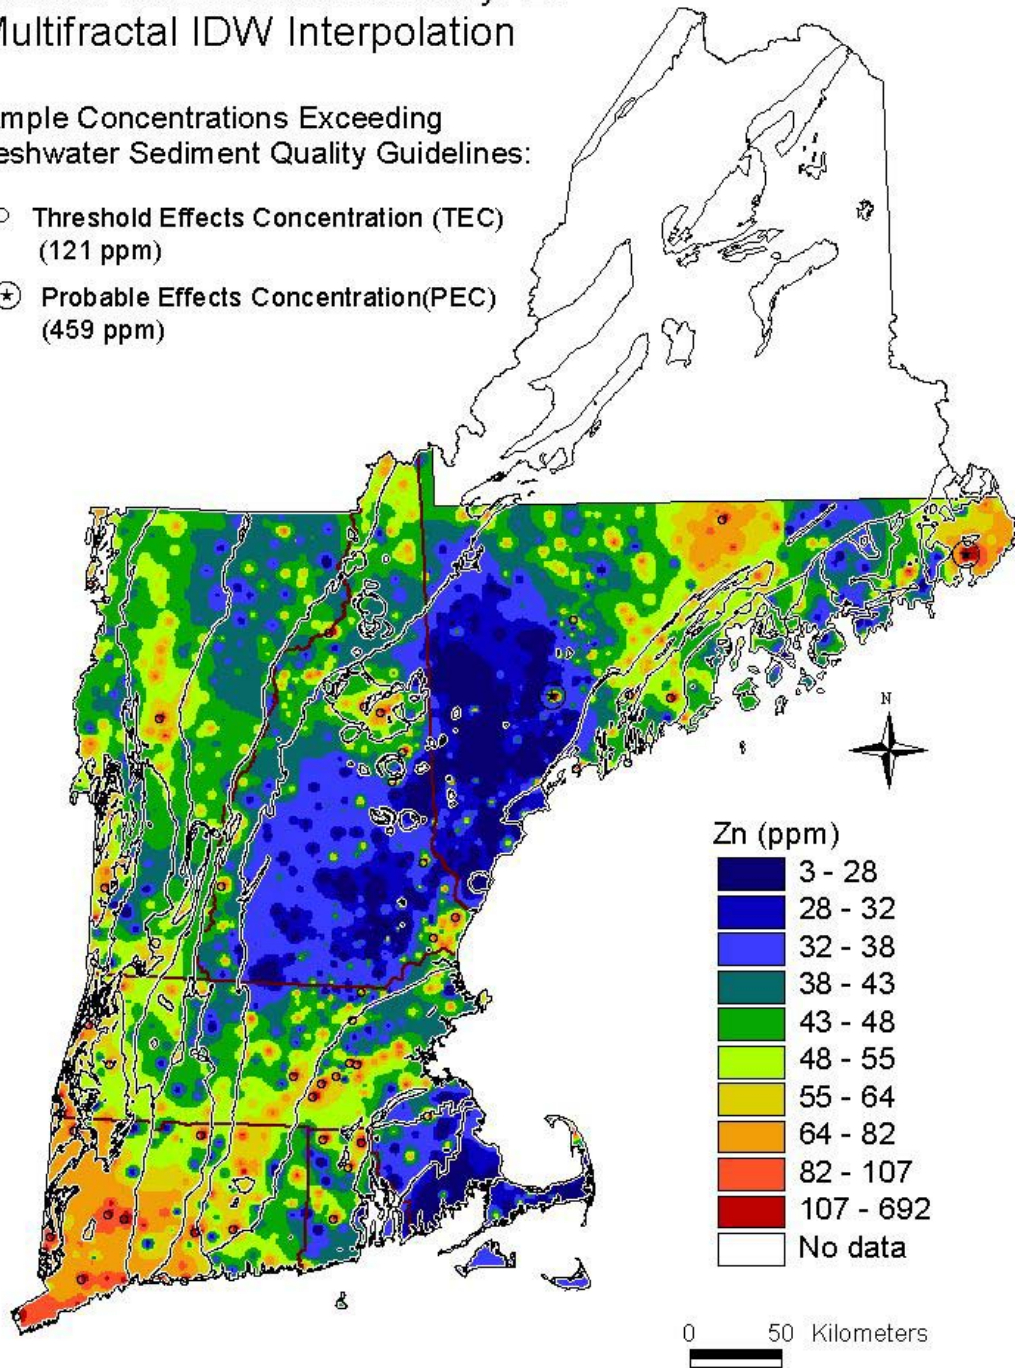 Multifractal IDW Interpolation
mple Concentrations Exceeding
eshwater Sediment Quality Guidelines:
Threshold Effects Concentration (TEC)
(121 ppm)
Probable Effects Concentration(PEC)
(459 ppm)
N
Zn (ppm)
3 - 28
28 - 32
32 - 38
38 - 43
43 - 48
48 - 55
55 - 64
64 - 82
82 - 107
107 - 692
No data
0 50 Kilometers